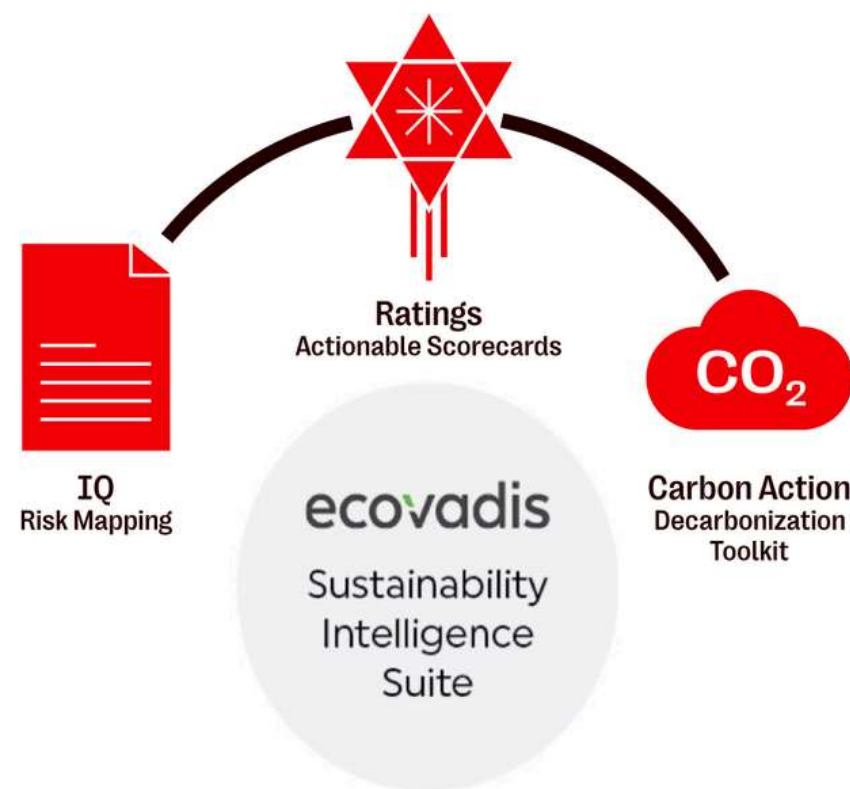 Ratings
Actionable Scorecards
CO₂
IQ
Risk Mapping
Carbon Action
Decarbonization
Toolkit
ecovadis
Sustainability
Intelligence
Suite